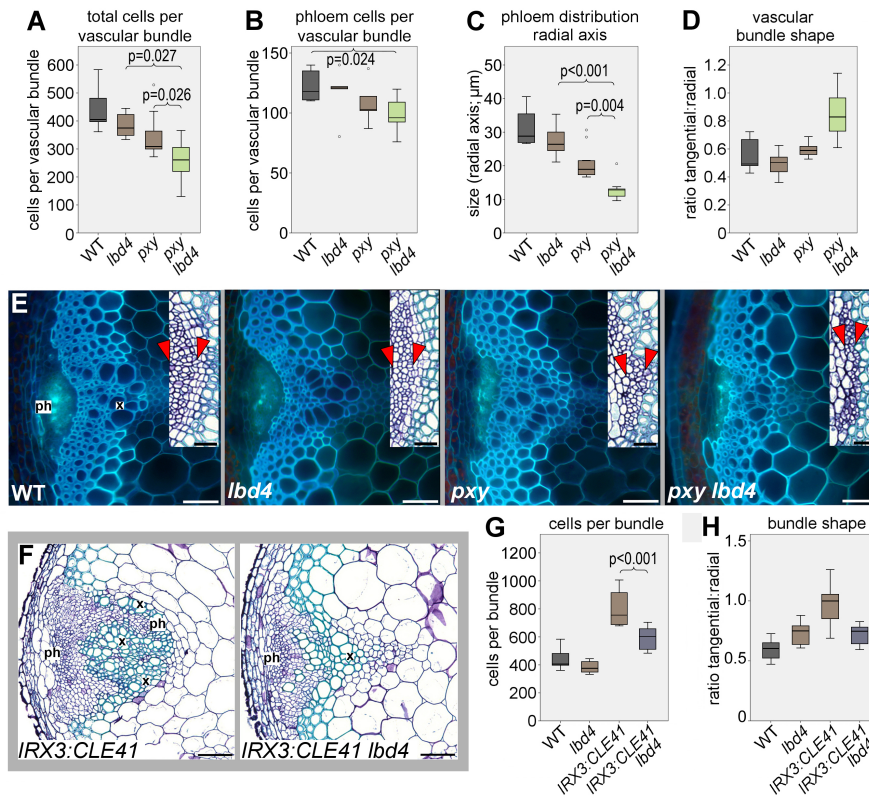 A
total cells per
vascular bundle
cells per vascular bundle
600
500
400
300
200
100
0
p=0.027
p=0.026
WT
lbd4
pxy
pxy
lbd4
B
phloem cells per
vascular bundle
cells per vascular bundle
150
100
50
0
p=0.024
WT
lbd4
pxy
pxy
lbd4
C
phloem distribution
radial axis
size (radial axis; µm)
50
40
30
20
10
0
p<0.001
p=0.004
WT
lbd4
pxy
pxy
lbd4
D
vascular
bundle shape
ratio tangential:radial
1.2
1.0
0.8
0.6
0.4
0.2
0
WT
lbd4
pxy
pxy
lbd4
E
ph
x
WT
lbd4
pxy
pxy lbd4
F
x
ph
ph
x
x
IRX3:CLE41
ph
x
IRX3:CLE41 lbd4
G
cells per bundle
cells per bundle
1200
1000
800
600
400
200
0
p<0.001
WT
lbd4
IRX3:CLE41
IRX3:CLE41
lbd4
H
bundle shape
ratio tangential:radial
1.5
1.0
0.5
0
WT
lbd4
IRX3:CLE41
IRX3:CLE41
lbd4